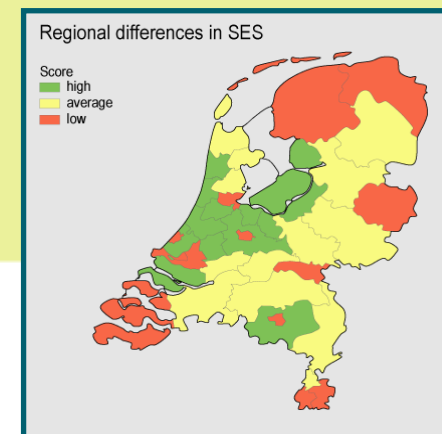 Regional differences in SES
Score
high
average
low